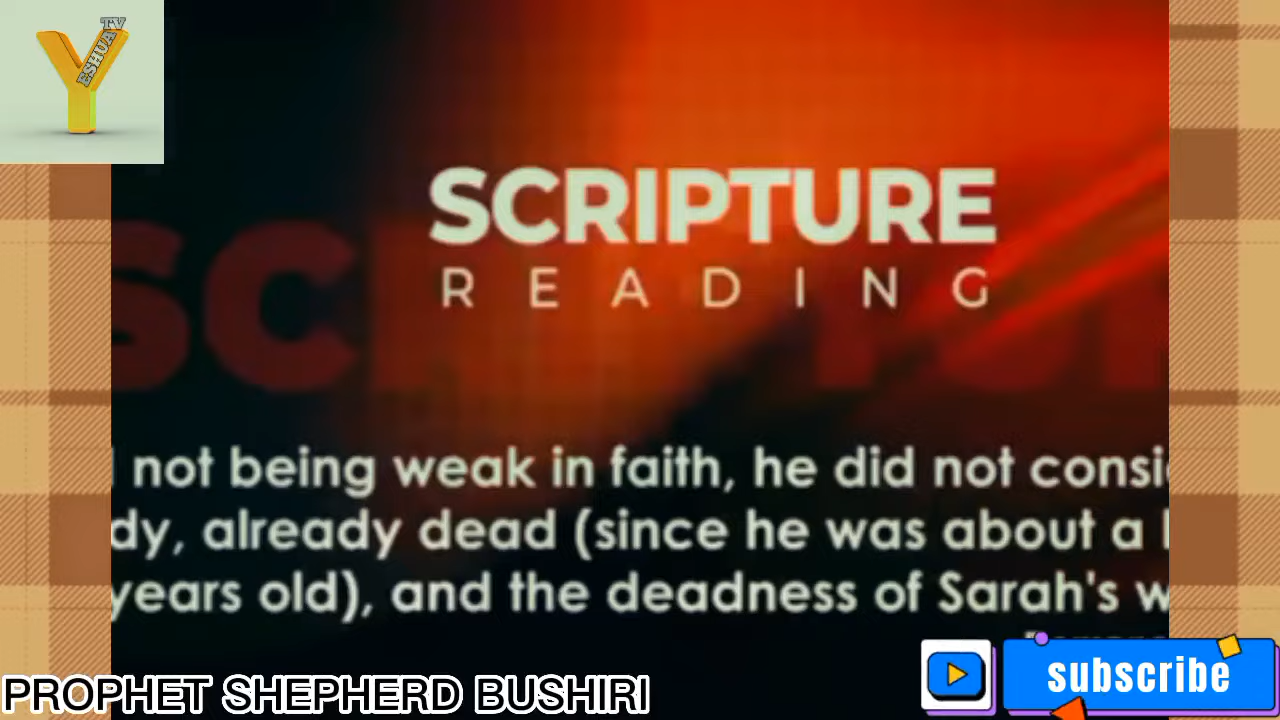 Y ESHUA TV
SCRIPTURE
READING
not being weak in faith, he did not consi
dy, already dead (since he was about a
years old), and the deadness of Sarah's w
PROPHET SHEPHERD BUSHIRI
subscribe